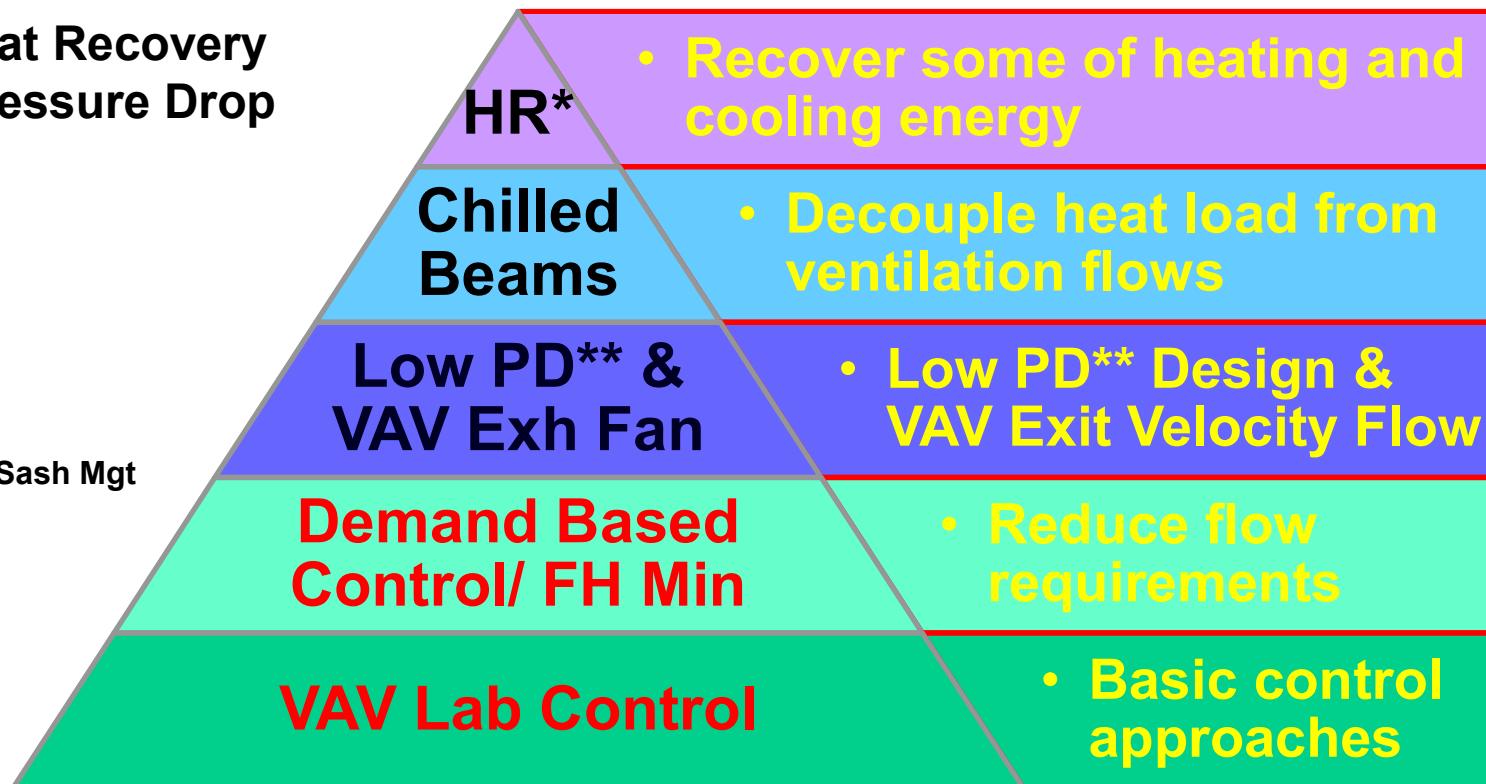 at Recovery
essure Drop
Sash Mgt
HR*
• Recover some of heating and
cooling energy
Chilled
Beams
• Decouple heat load from
ventilation flows
Low PD** &
VAV Exh Fan
• Low PD** Design &
VAV Exit Velocity Flow
Demand Based
Control/ FH Min
• Reduce flow
requirements
VAV Lab Control
• Basic control
approaches